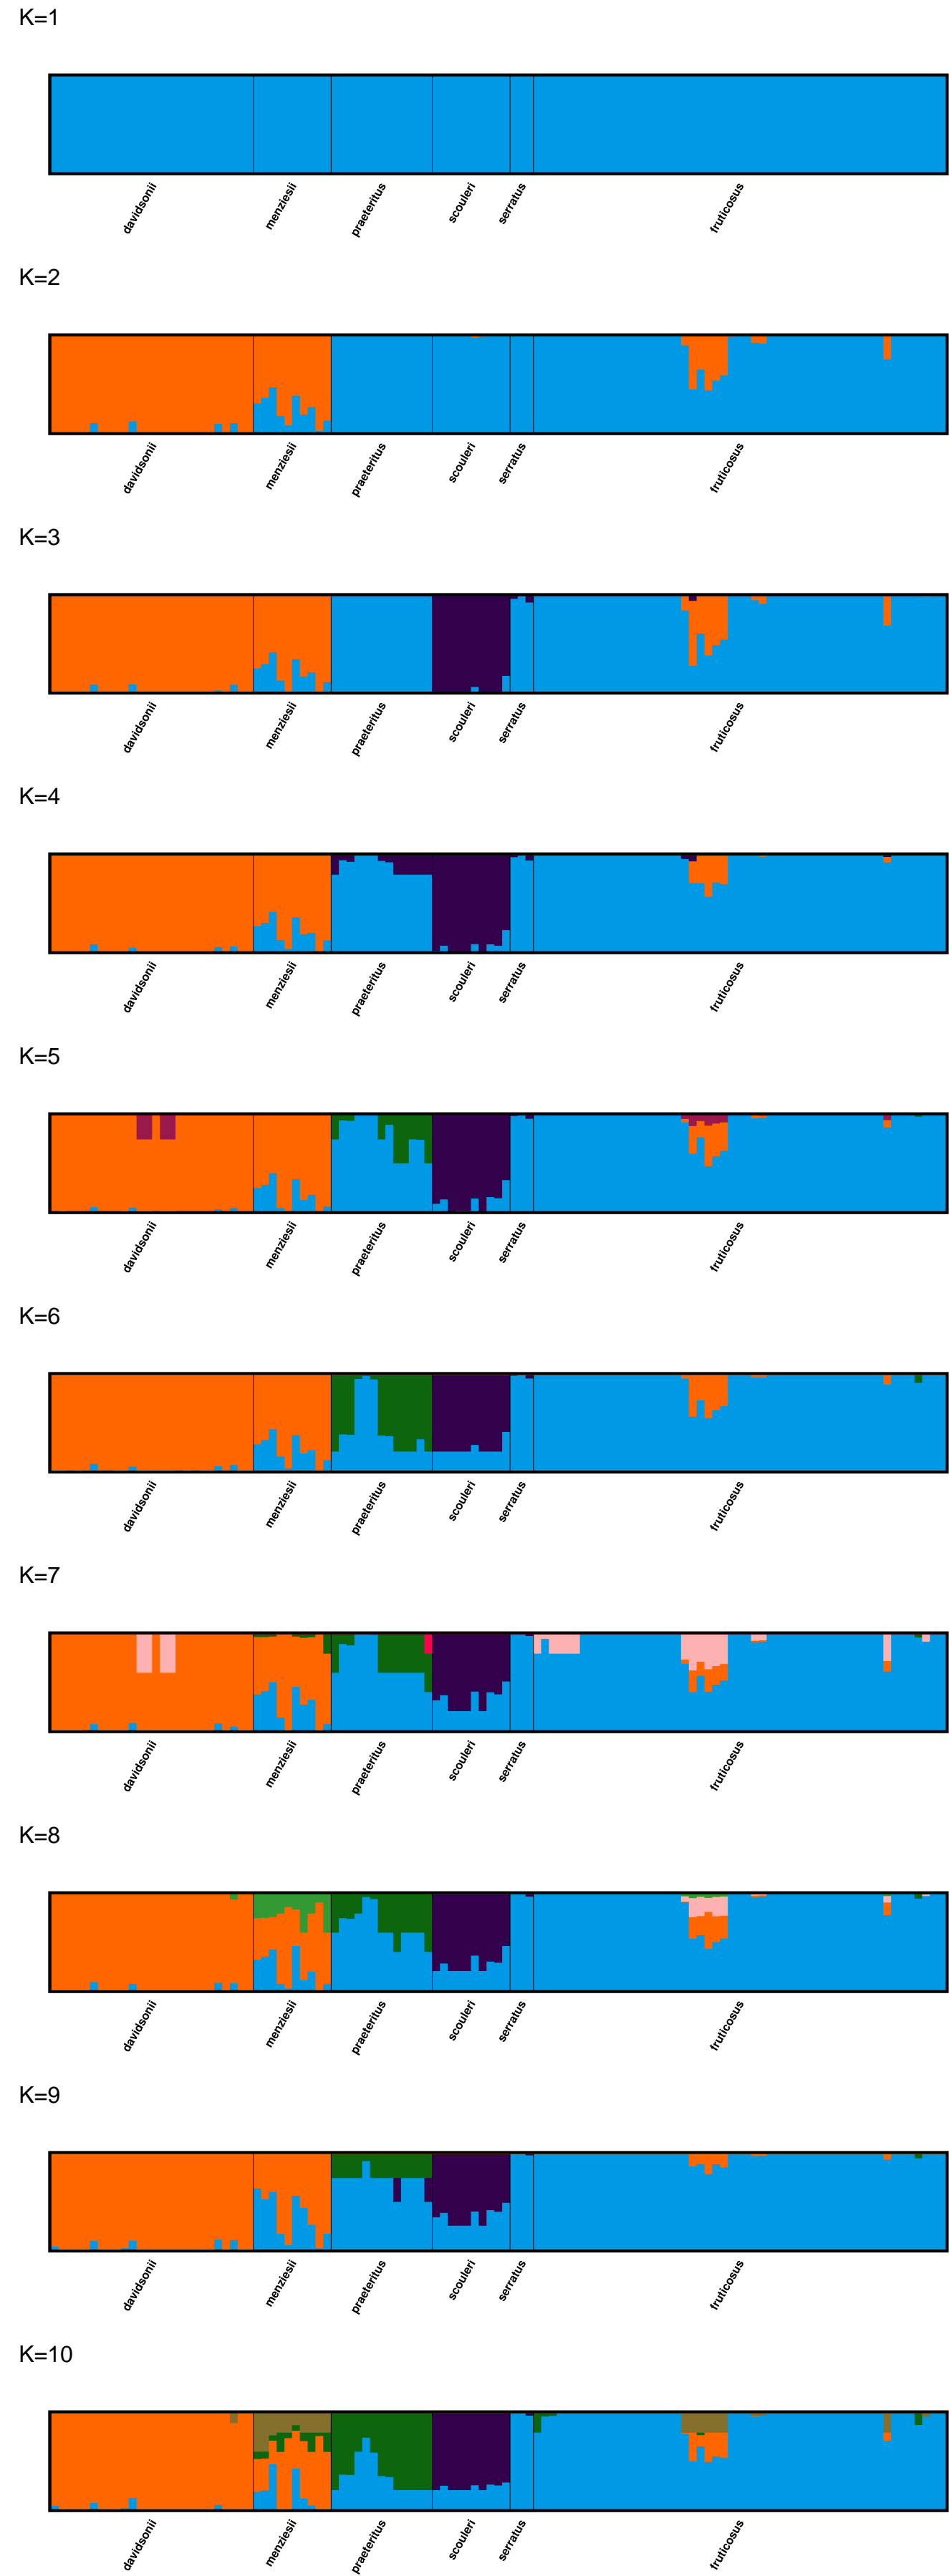 K=1
davidsonii menziesii praeteritus scouleri serratus fruticosus
K=2
davidsonii menziesii praeteritus scouleri serratus fruticosus
K=3
davidsonii menziesii praeteritus scouleri serratus fruticosus
K=4
davidsonii menziesii praeteritus scouleri serratus fruticosus
K=5
davidsonii menziesii praeteritus scouleri serratus fruticosus
K=6
davidsonii menziesii praeteritus scouleri serratus fruticosus
K=7
davidsonii menziesii praeteritus scouleri serratus fruticosus
K=8
davidsonii menziesii praeteritus scouleri serratus fruticosus
K=9
davidsonii menziesii praeteritus scouleri serratus fruticosus
K=10
davidsonii menziesii praeteritus scouleri serratus fruticosus